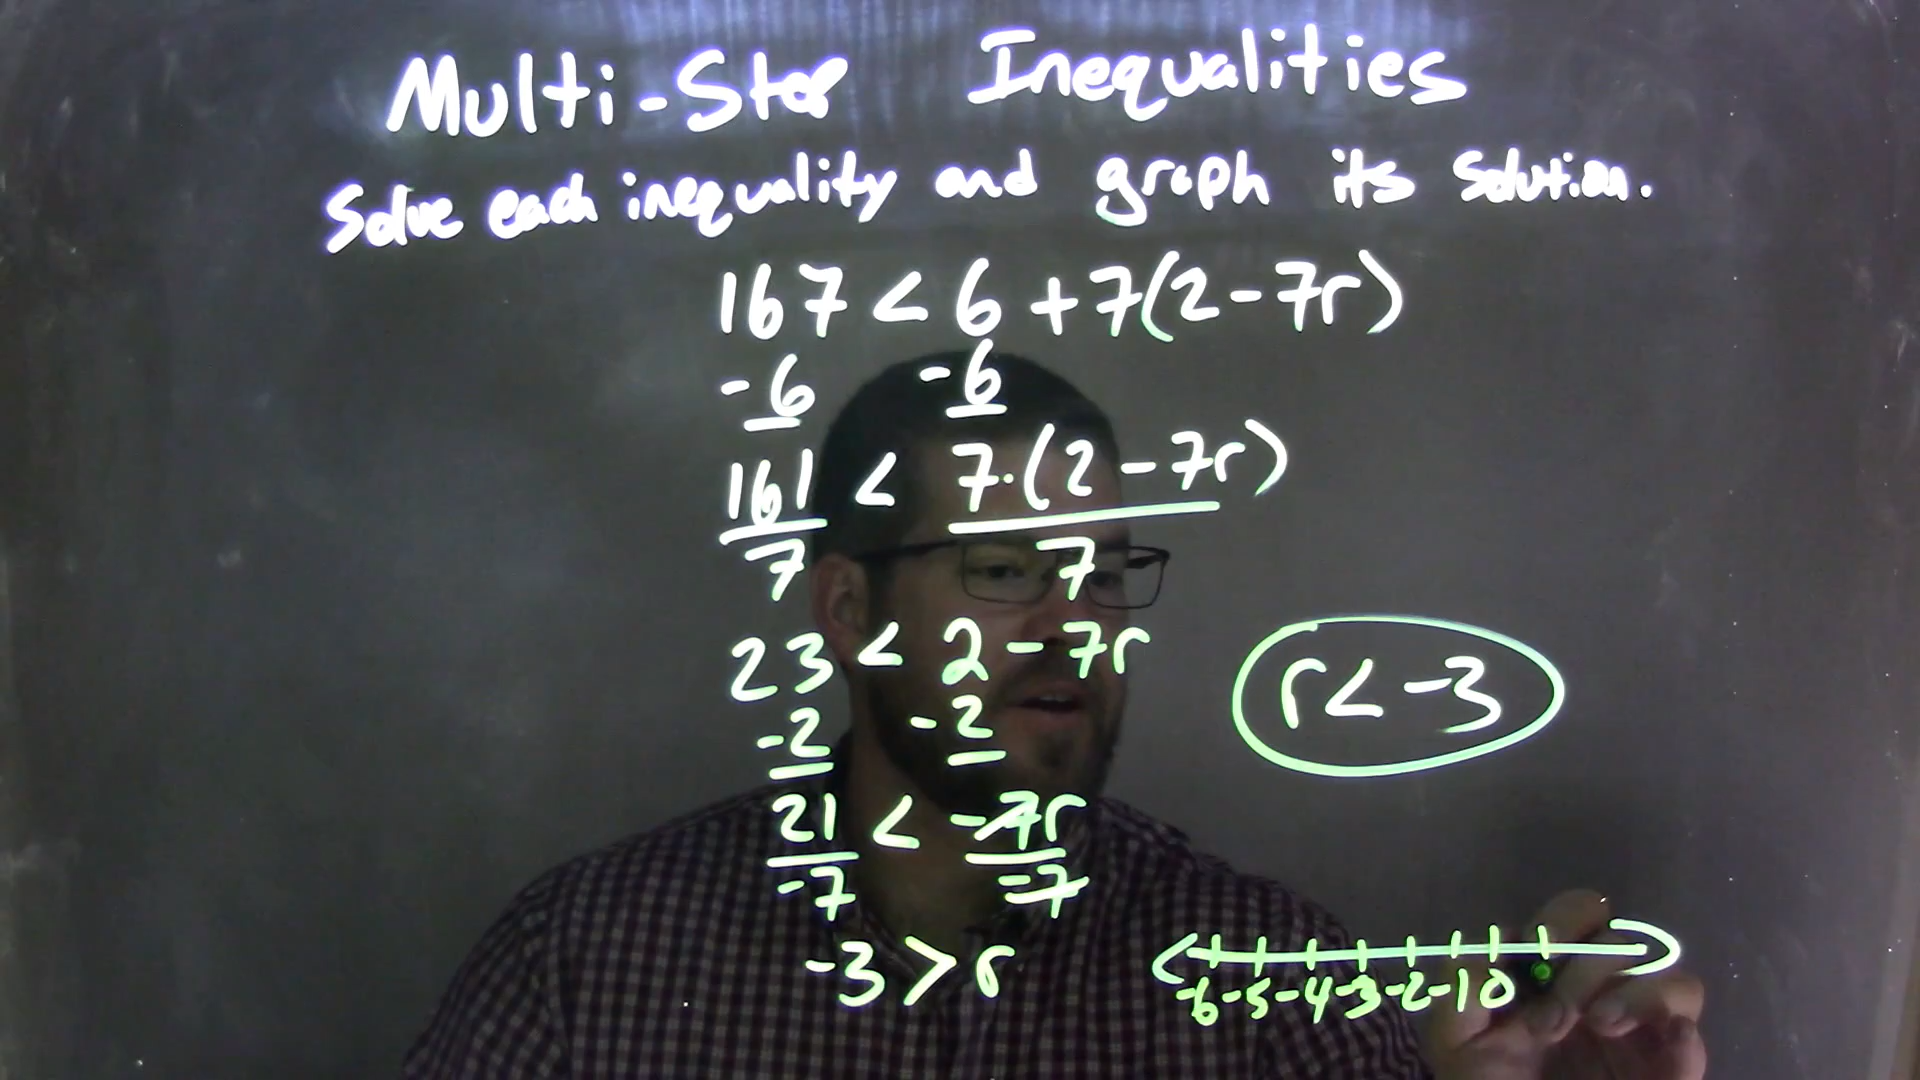 Multi-Step Inequalities
Solve each inequality and graph its solution.
167 < 6 + 7(2 - 7r)
-6 -6
161 < 7·(2 - 7r)
7 7
23 < 2 - 7r
-2 -2
21 < -7r
-7 -7
-3 > r
r < -3
-6 -5 -4 -3 -2 -1 0